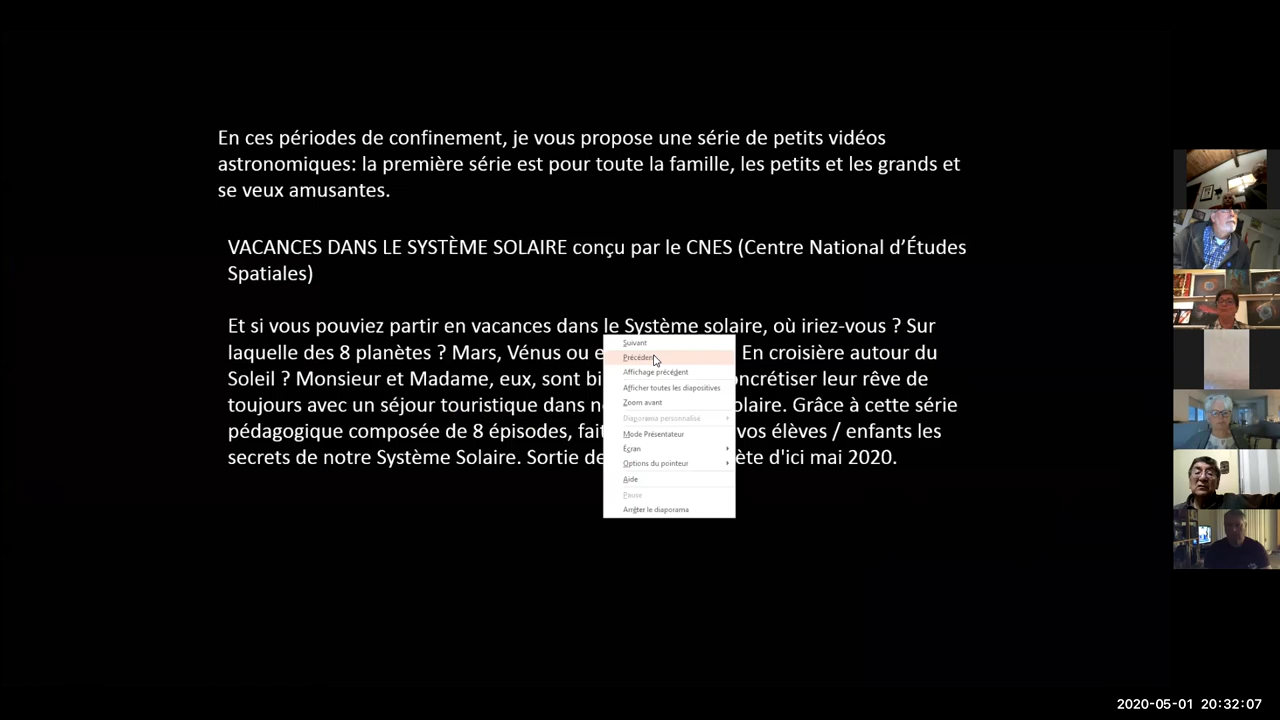 En ces périodes de confinement, je vous propose une série de petits vidéos
astronomiques: la première série est pour toute la famille, les petits et les grands et
se veux amusantes.
VACANCES DANS LE SYSTÈME SOLAIRE conçu par le CNES (Centre National d’Études
Spatiales)
Et si vous pouviez partir en vacances dans le Système solaire, où iriez-vous ? Sur
laquelle des 8 planètes ? Mars, Vénus ou En croisière autour du
Soleil ? Monsieur et Madame, eux, sont leur rêve de
toujours avec un séjour touristique dans Grâce à cette série
pédagogique composée de 8 épisodes, vos élèves / enfants les
secrets de notre Système Solaire. Sortie d'ici mai 2020.
Suivant
Précédent
Affichage précédent
Afficher toutes les diapositives
Zoom avant
Diaporama personnalisé
Mode Présentateur
Écran
Options du pointeur
Aide
Pause
Arrêter le diaporama
2020-05-01 20:32:07